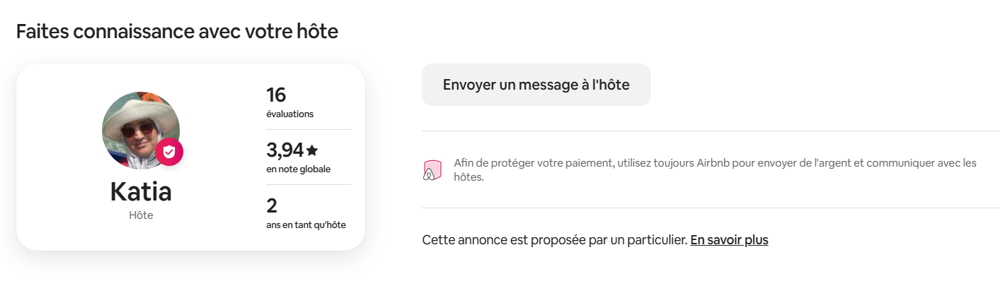 Faites connaissance avec votre hôte
16
évaluations
3,94★
en note globale
2
ans en tant qu'hôte
Katia
Hôte
Envoyer un message à l'hôte
Afin de protéger votre paiement, utilisez toujours Airbnb pour envoyer de l'argent et communiquer avec les
hôtes.
Cette annonce est proposée par un particulier. En savoir plus